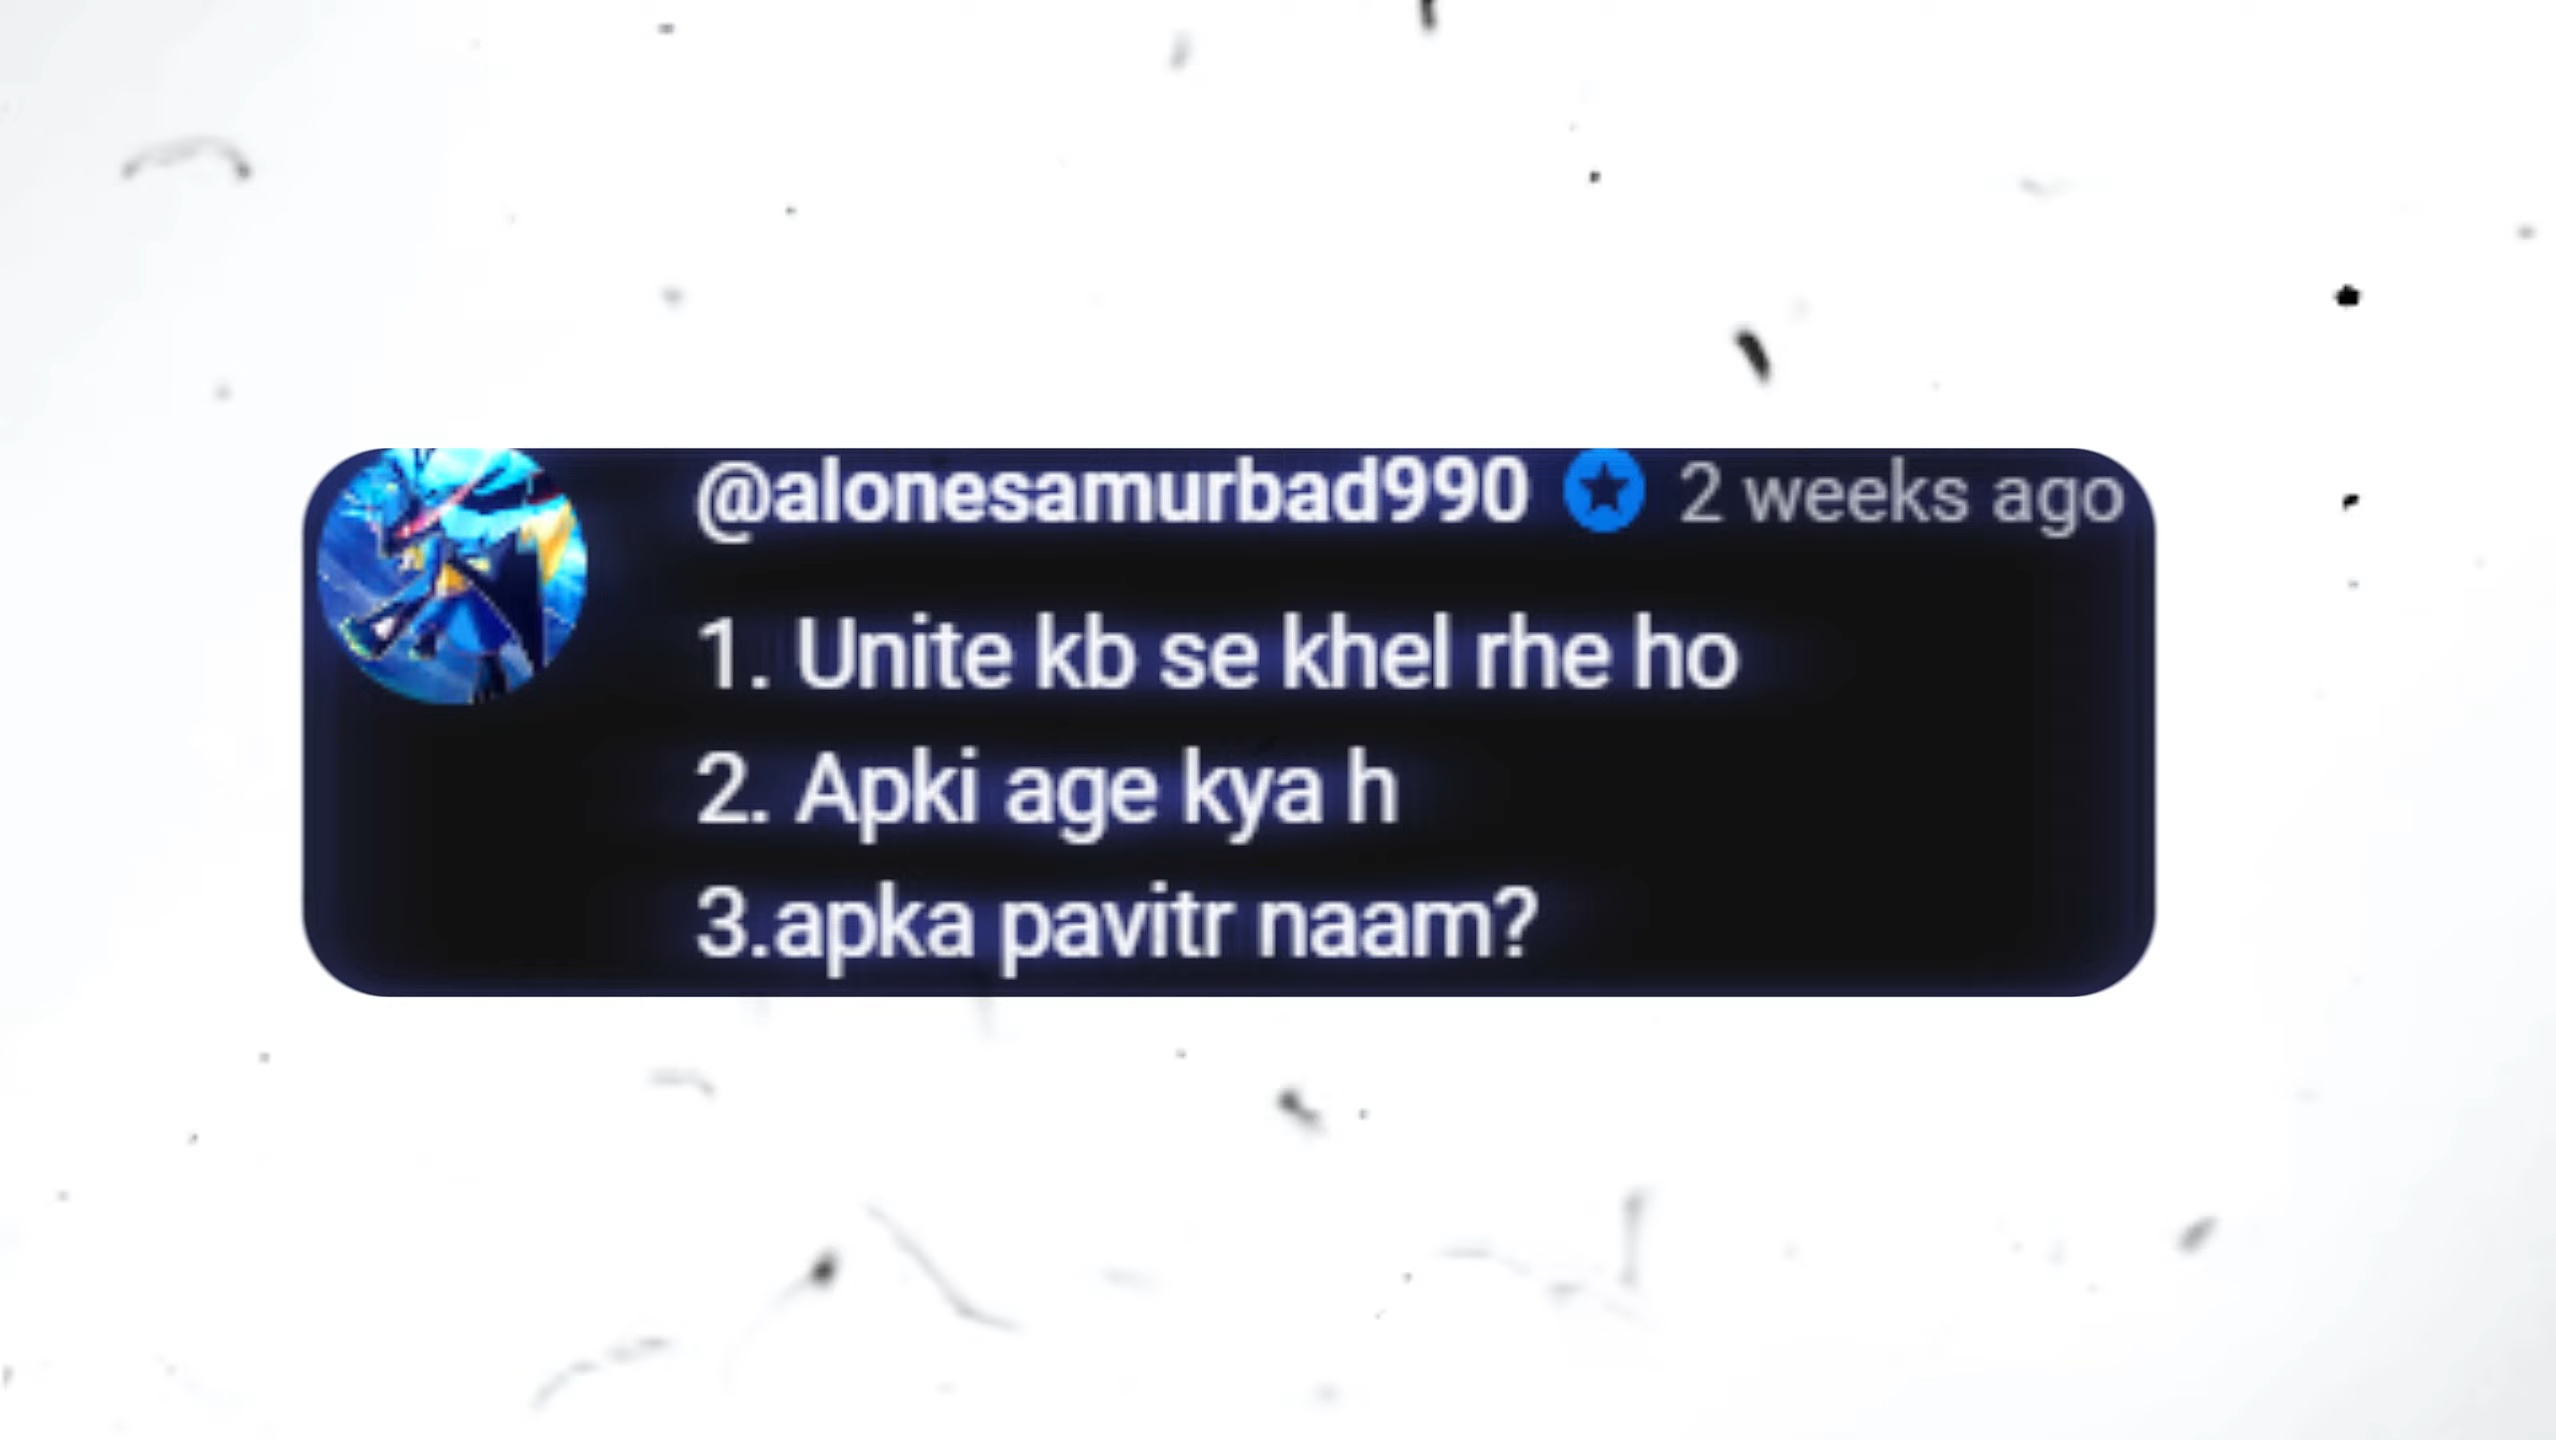 @alonesamurbad990 2 weeks ago
1. Unite kb se khel rhe ho
2. Apki age kya h
3.apka pavitr naam?